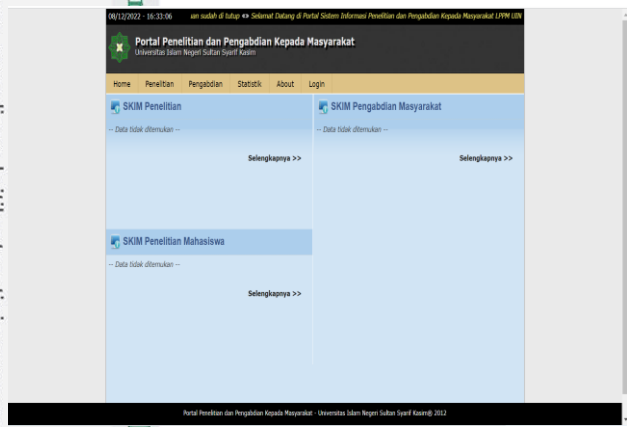 08/12/2022 - 16:33:06 uan sudah di tutup <> Selamat Datang di Portal Sistem Informasi Penelitian dan Pengabdian Kepada Masyarakat LPPM UIN
Portal Penelitian dan Pengabdian Kepada Masyarakat
Universitas Islam Negeri Sultan Syarif Kasim
Home Penelitian Pengabdian Statistik About Login
SKIM Penelitian
-- Data tidak ditemukan --
Selengkapnya >>
SKIM Pengabdian Masyarakat
-- Data tidak ditemukan --
Selengkapnya >>
SKIM Penelitian Mahasiswa
-- Data tidak ditemukan --
Selengkapnya >>
Portal Penelitian dan Pengabdian Kepada Masyarakat - Universitas Islam Negeri Sultan Syarif Kasim@ 2012